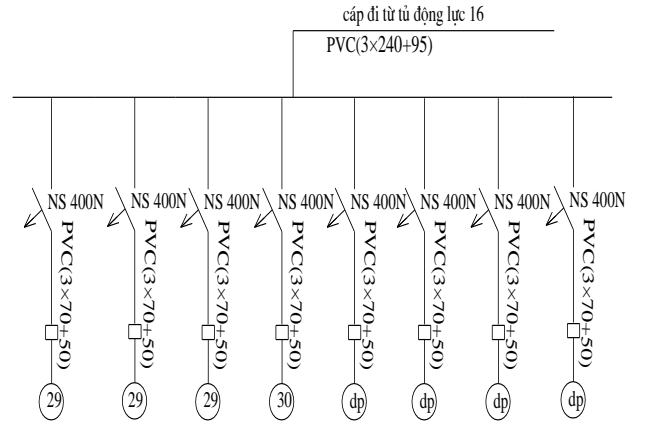 cáp đi từ tủ động lực 16
PVC(3×240+95)
NS 400N
NS 400N
NS 400N
NS 400N
NS 400N
NS 400N
NS 400N
NS 400N
PVC(3×70+50)
PVC(3×70+50)
PVC(3×70+50)
PVC(3×70+50)
PVC(3×70+50)
PVC(3×70+50)
PVC(3×70+50)
PVC(3×70+50)
29
29
29
30
dp
dp
dp
dp